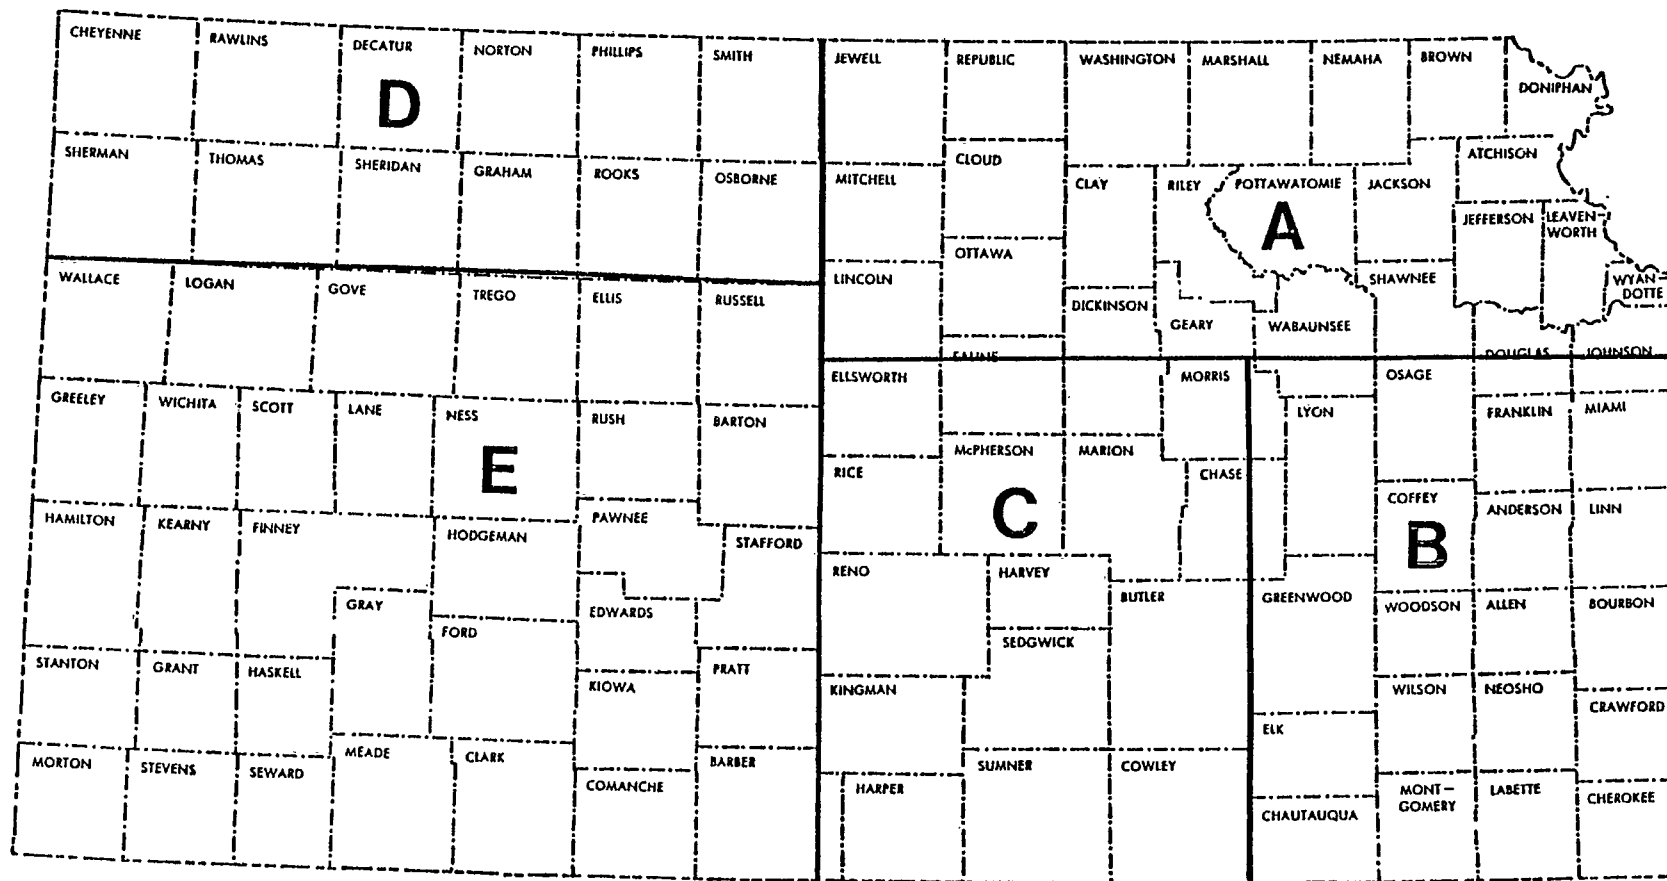 CHEYENNE
RAWLINS
DECATUR
NORTON
PHILLIPS
SMITH
JEWELL
REPUBLIC
WASHINGTON
MARSHALL
NEMAHA
BROWN
DONIPHAN
D
SHERMAN
THOMAS
SHERIDAN
GRAHAM
ROOKS
OSBORNE
MITCHELL
CLOUD
CLAY
RILEY
POTTAWATOMIE
JACKSON
ATCHISON
A
JEFFERSON
LEAVEN-
WORTH
WALLACE
LOGAN
GOVE
TREGO
ELLIS
RUSSELL
LINCOLN
OTTAWA
DICKINSON
GEARY
WABAUNSEE
SHAWNEE
WYAN-
DOTTE
SALINE
DOUGLAS
JOHNSON
GREELEY
WICHITA
SCOTT
LANE
NESS
RUSH
BARTON
ELLSWORTH
MORRIS
OSAGE
LYON
FRANKLIN
MIAMI
E
RICE
McPHERSON
MARION
CHASE
C
COFFEY
ANDERSON
LINN
B
HAMILTON
KEARNY
FINNEY
HODGEMAN
PAWNEE
STAFFORD
RENO
HARVEY
BUTLER
GREENWOOD
WOODSON
ALLEN
BOURBON
GRAY
FORD
EDWARDS
SEDGWICK
STANTON
GRANT
HASKELL
KIOWA
PRATT
KINGMAN
WILSON
NEOSHO
CRAWFORD
ELK
MORTON
STEVENS
SEWARD
MEADE
CLARK
COMANCHE
BARBER
HARPER
SUMNER
COWLEY
CHAUTAUQUA
MONT-
GOMERY
LABETTE
CHEROKEE